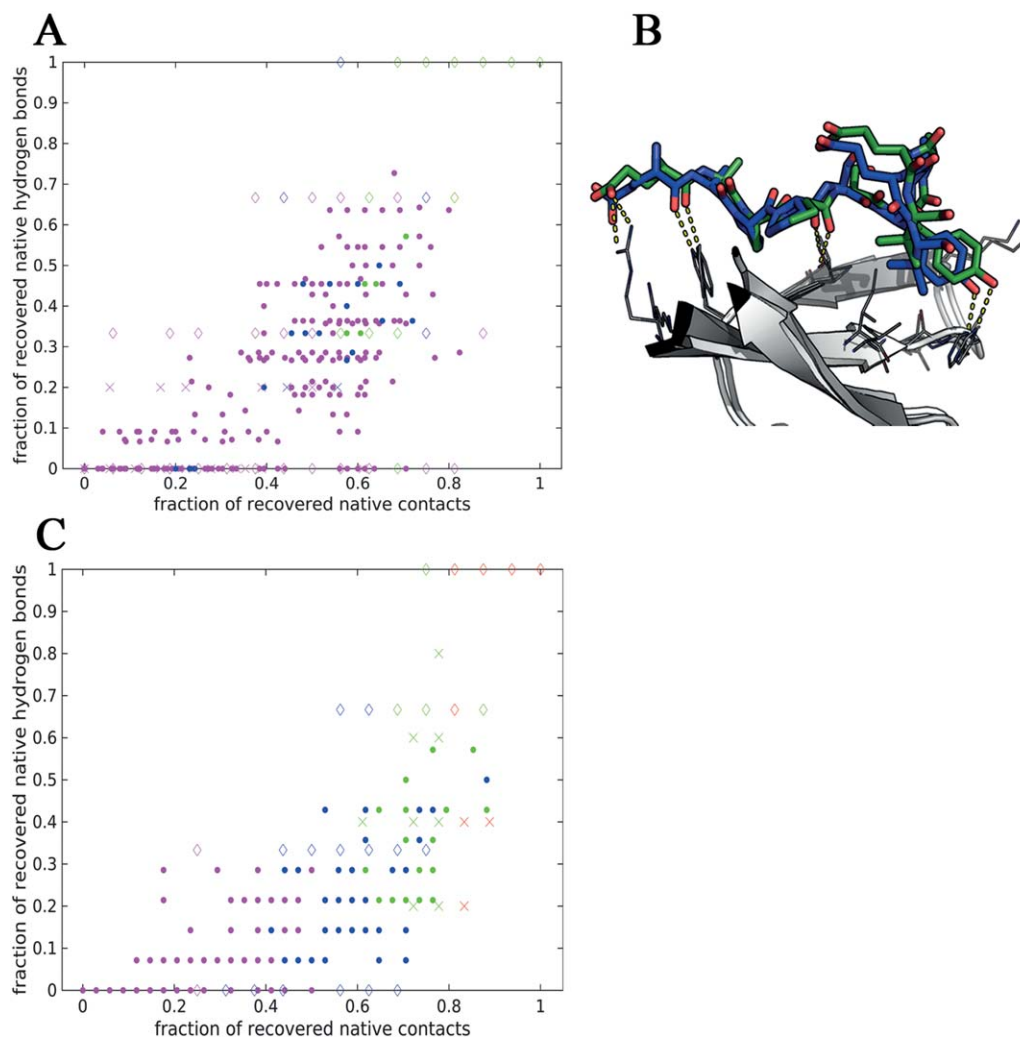 A
B
fraction of recovered native hydrogen bonds
1
0.9
0.8
0.7
0.6
0.5
0.4
0.3
0.2
0.1
0
0 0.2 0.4 0.6 0.8 1
fraction of recovered native contacts
C
fraction of recovered native hydrogen bonds
1
0.9
0.8
0.7
0.6
0.5
0.4
0.3
0.2
0.1
0
0 0.2 0.4 0.6 0.8 1
fraction of recovered native contacts